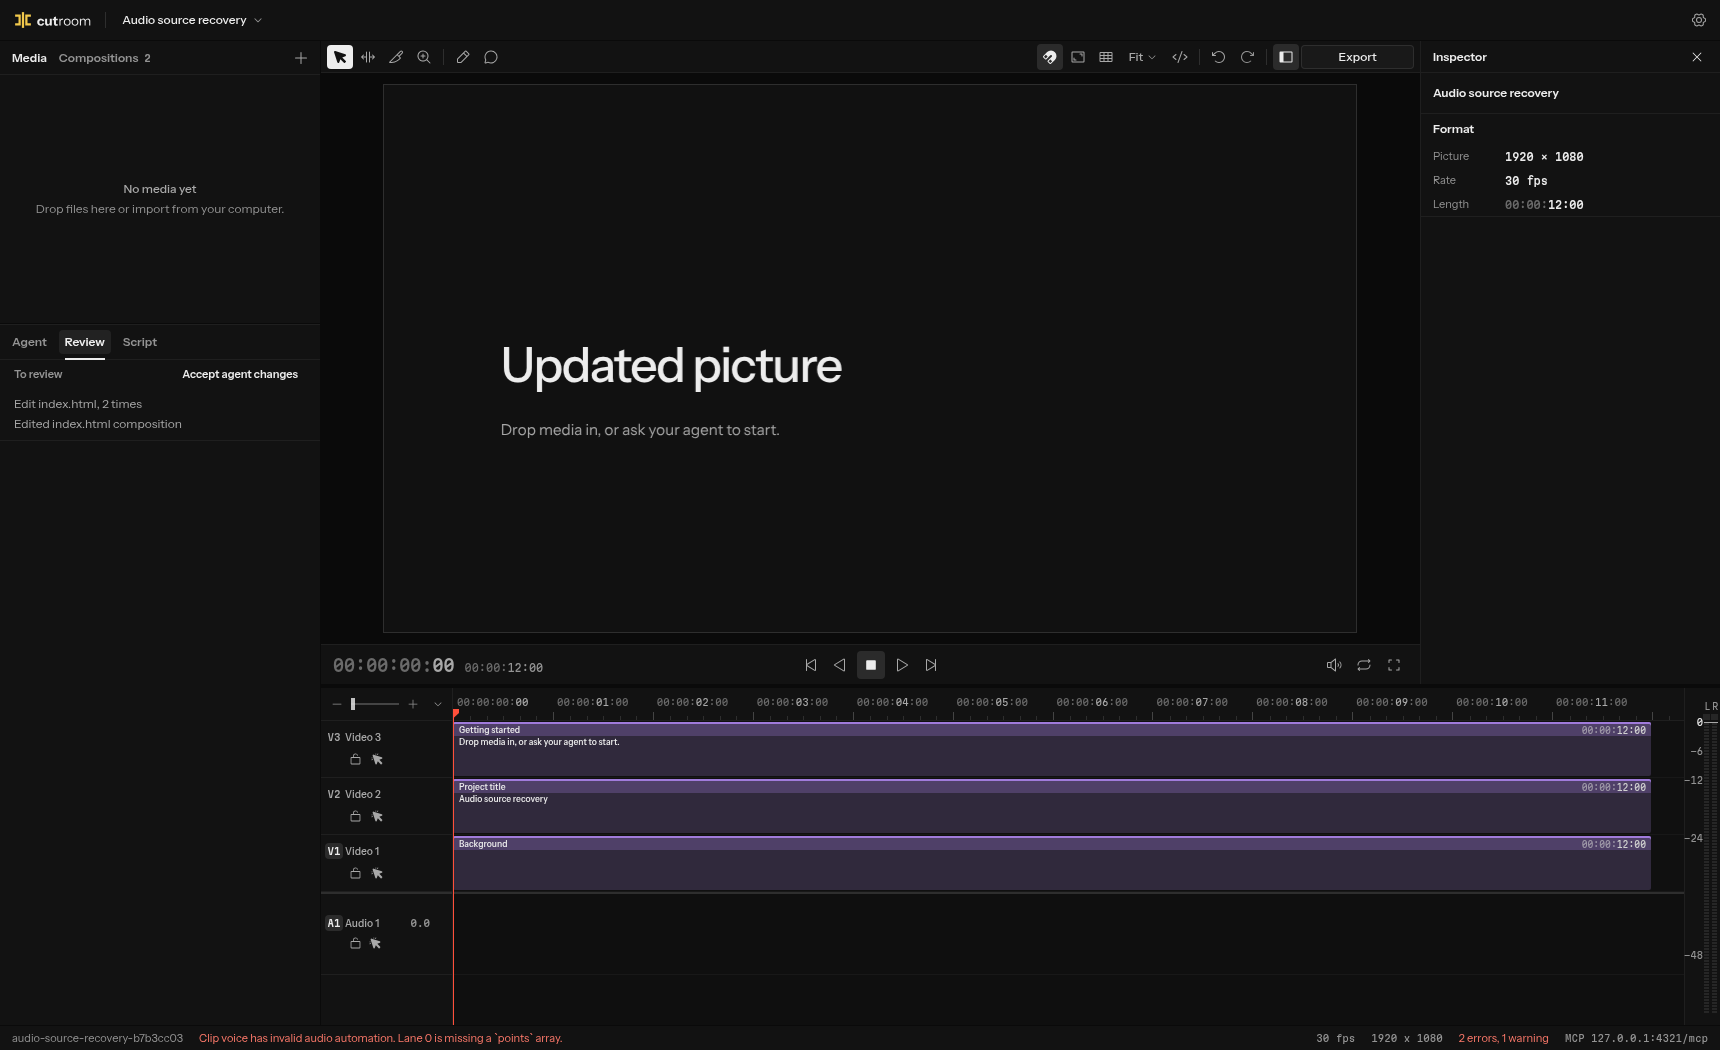 cutroom
Audio source recovery
Media
Compositions 2
Fit
Export
Inspector
No media yet
Drop files here or import from your computer.
Agent
Review
Script
To review
Accept agent changes
Edit index.html, 2 times
Edited index.html composition
Updated picture
Drop media in, or ask your agent to start.
Audio source recovery
Format
Picture 1920 × 1080
Rate 30 fps
Length 00:00:12:00
00:00:00:00 00:00:12:00
00:00:00:00 00:00:01:00 00:00:02:00 00:00:03:00 00:00:04:00 00:00:05:00 00:00:06:00 00:00:07:00 00:00:08:00 00:00:09:00 00:00:10:00 00:00:11:00
L R
V3 Video 3
Getting started 00:00:12:00
Drop media in, or ask your agent to start.
V2 Video 2
Project title 00:00:12:00
Audio source recovery
V1 Video 1
Background 00:00:12:00
A1 Audio 1 0.0
0
-6
-12
-24
-48
audio-source-recovery-b7b3cc03
Clip voice has invalid audio automation. Lane 0 is missing a `points` array.
30 fps 1920 x 1080 2 errors, 1 warning MCP 127.0.0.1:4321/mcp